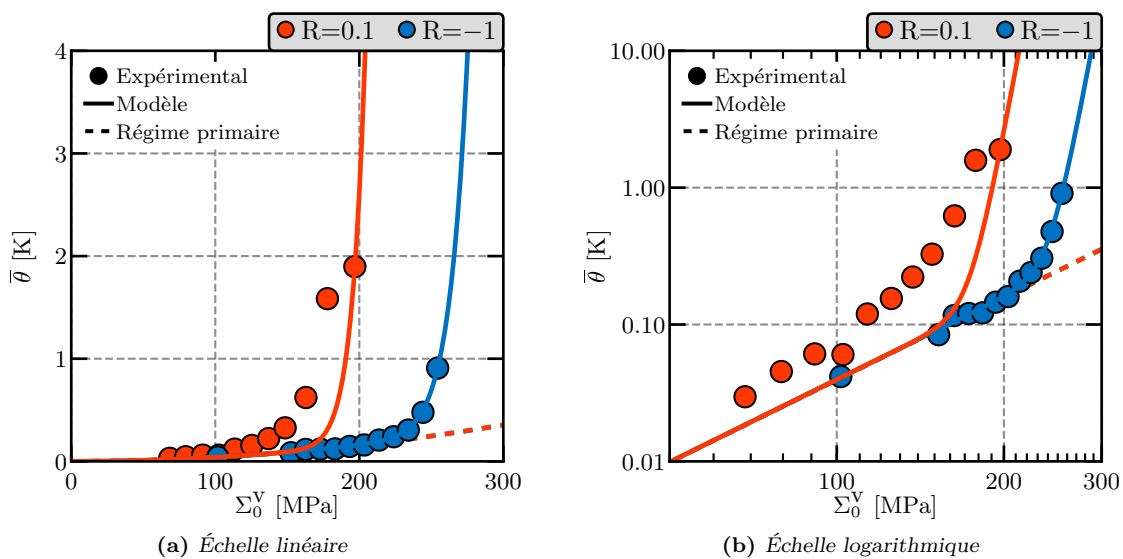 R=0.1 R=−1
Expérimental
Modèle
Régime primaire
4
3
2
1
0
0 100 200 300
θ̅ [K]
Σ₀ⱽ [MPa]
(a) Échelle linéaire
R=0.1 R=−1
Expérimental
Modèle
Régime primaire
10.00
1.00
0.10
0.01
100 200 300
θ̅ [K]
Σ₀ⱽ [MPa]
(b) Échelle logarithmique